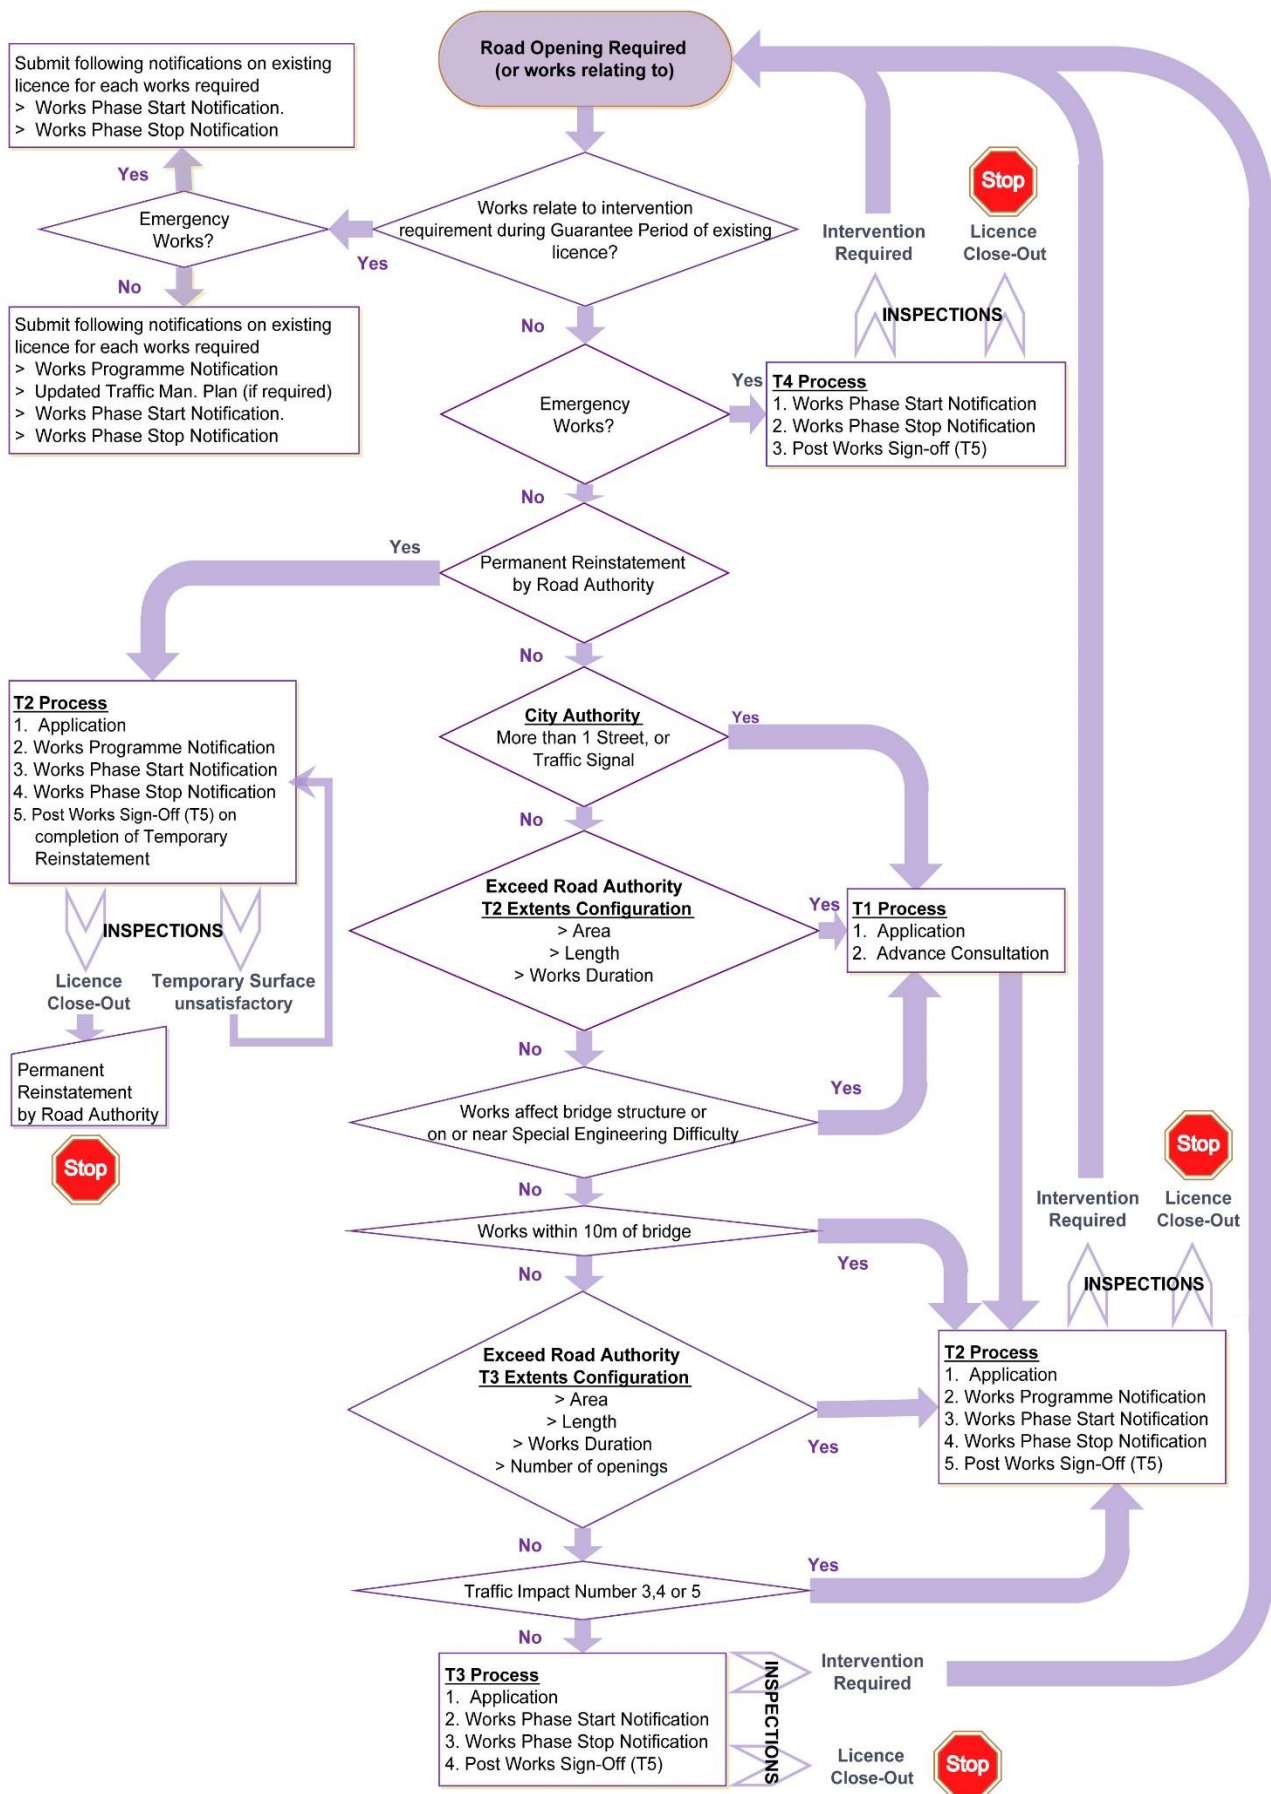 Road Opening Required
(or works relating to)
Submit following notifications on existing
licence for each works required
> Works Phase Start Notification.
> Works Phase Stop Notification
Yes
Emergency
Works?
Yes
Works relate to intervention
requirement during Guarantee Period of existing
licence?
No
Submit following notifications on existing
licence for each works required
> Works Programme Notification
> Updated Traffic Man. Plan (if required)
> Works Phase Start Notification.
> Works Phase Stop Notification
No
Emergency
Works?
Yes
T4 Process
1. Works Phase Start Notification
2. Works Phase Stop Notification
3. Post Works Sign-off (T5)
INSPECTIONS
Intervention
Required
Licence
Close-Out
Stop
No
Permanent Reinstatement
by Road Authority
Yes
T2 Process
1. Application
2. Works Programme Notification
3. Works Phase Start Notification
4. Works Phase Stop Notification
5. Post Works Sign-Off (T5) on
completion of Temporary
Reinstatement
INSPECTIONS
Licence
Close-Out
Temporary Surface
unsatisfactory
Permanent
Reinstatement
by Road Authority
Stop
No
City Authority
More than 1 Street, or
Traffic Signal
Yes
No
Exceed Road Authority
T2 Extents Configuration
> Area
> Length
> Works Duration
Yes
T1 Process
1. Application
2. Advance Consultation
No
Works affect bridge structure or
on or near Special Engineering Difficulty
Yes
No
Works within 10m of bridge
Yes
No
Exceed Road Authority
T3 Extents Configuration
> Area
> Length
> Works Duration
> Number of openings
Yes
T2 Process
1. Application
2. Works Programme Notification
3. Works Phase Start Notification
4. Works Phase Stop Notification
5. Post Works Sign-Off (T5)
INSPECTIONS
Intervention
Required
Licence
Close-Out
Stop
No
Traffic Impact Number 3,4 or 5
Yes
No
T3 Process
1. Application
2. Works Phase Start Notification
3. Works Phase Stop Notification
4. Post Works Sign-Off (T5)
INSPECTIONS
Intervention
Required
Licence
Close-Out
Stop